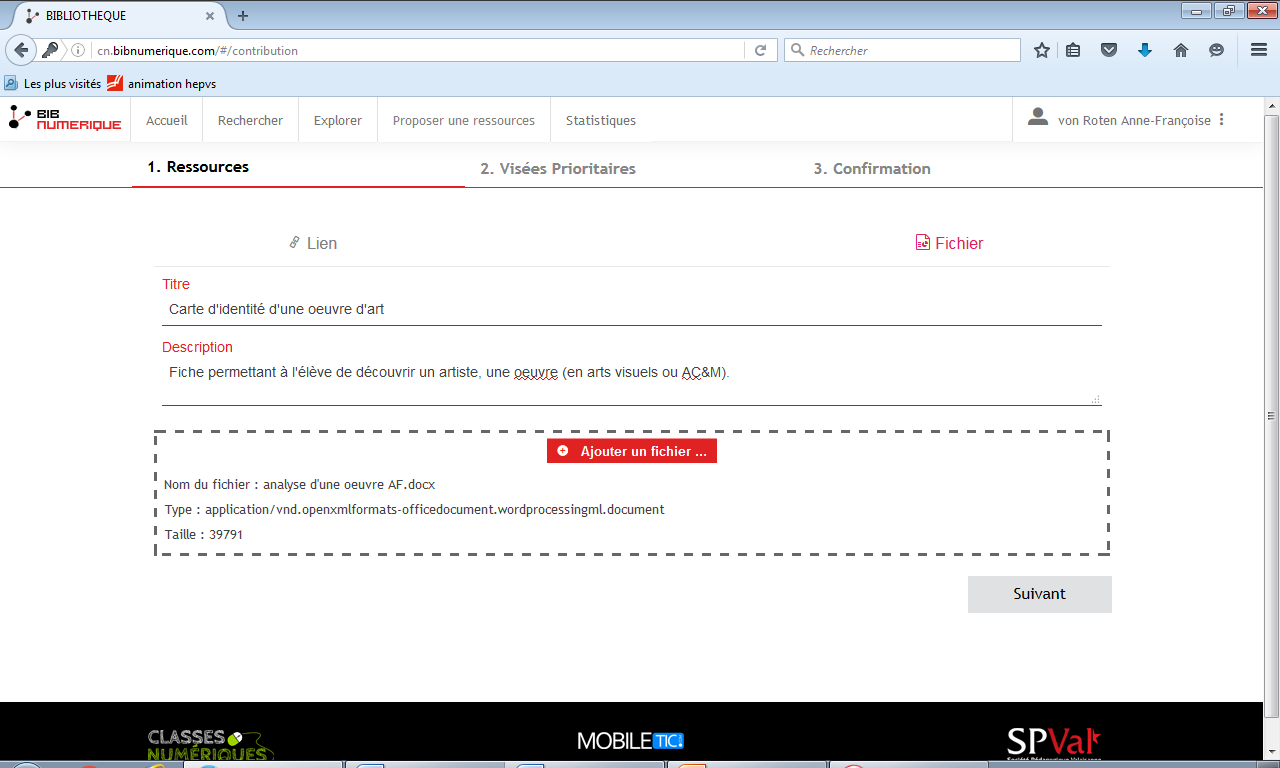 BIBLIOTHEQUE
cn.bibnumerique.com/#/contribution
Rechercher
Les plus visités animation hepvs
BIB NUMERIQUE
Accueil Rechercher Explorer Proposer une ressources Statistiques von Roten Anne-Françoise
1. Ressources 2. Visées Prioritaires 3. Confirmation
Lien Fichier
Titre
Carte d'identité d'une oeuvre d'art
Description
Fiche permettant à l'élève de découvrir un artiste, une oeuvre (en arts visuels ou AC&M).
Ajouter un fichier ...
Nom du fichier : analyse d'une oeuvre AF.docx
Type : application/vnd.openxmlformats-officedocument.wordprocessingml.document
Taille : 39791
Suivant
CLASSES NUMÉRIQUES MOBILETIC! SPVal
Société Pédagogique Valaisanne